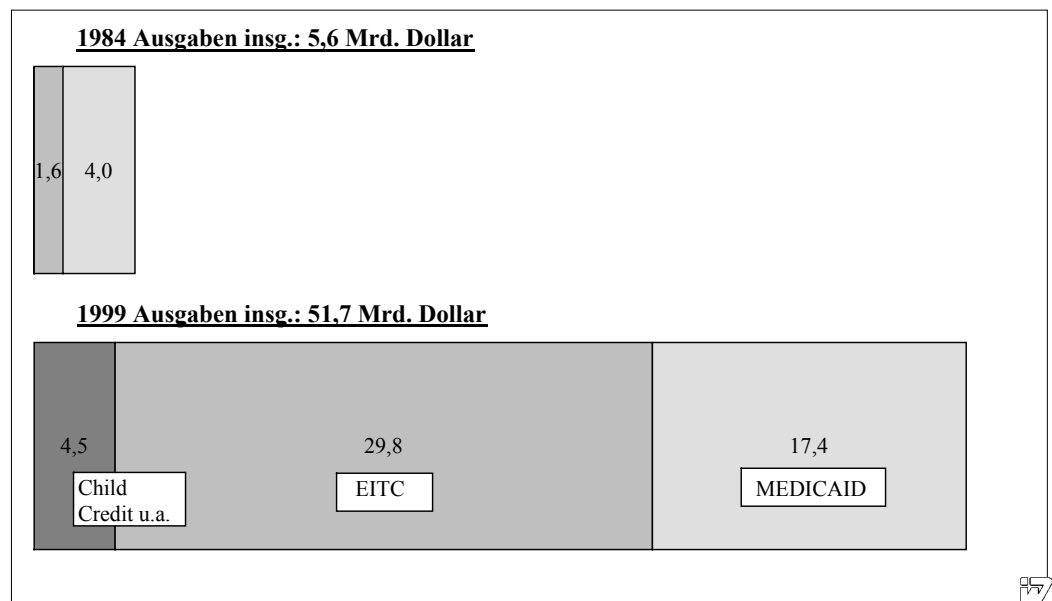 1984 Ausgaben insg.: 5,6 Mrd. Dollar
1,6 4,0
1999 Ausgaben insg.: 51,7 Mrd. Dollar
4,5 29,8 17,4
Child
Credit u.a.
EITC
MEDICAID